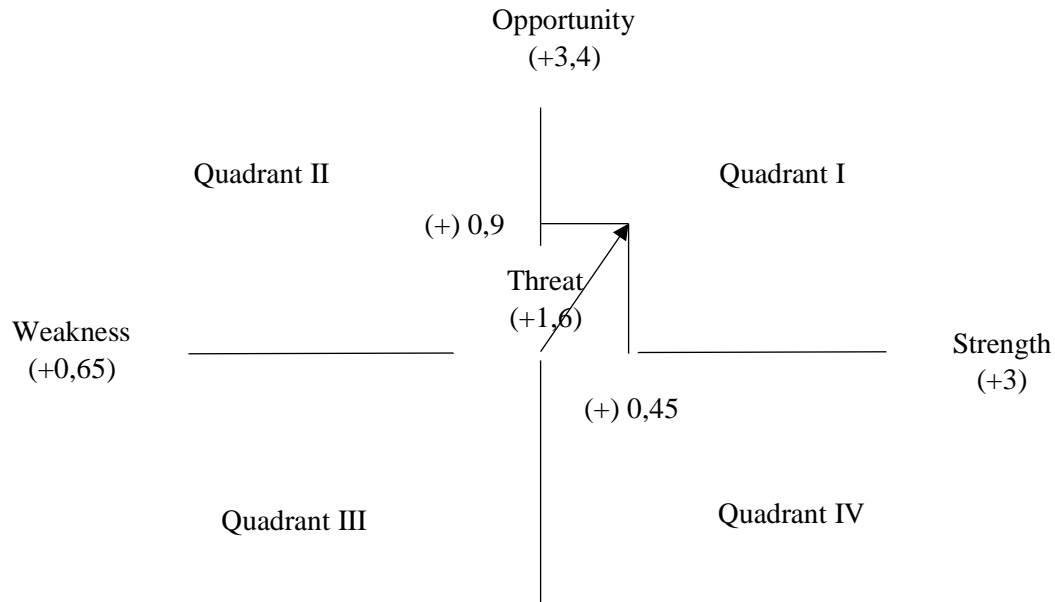 Opportunity
(+3,4)
Quadrant II
Quadrant I
(+) 0,9
Threat
(+1,6)
Weakness
(+0,65)
Strength
(+3)
(+) 0,45
Quadrant III
Quadrant IV